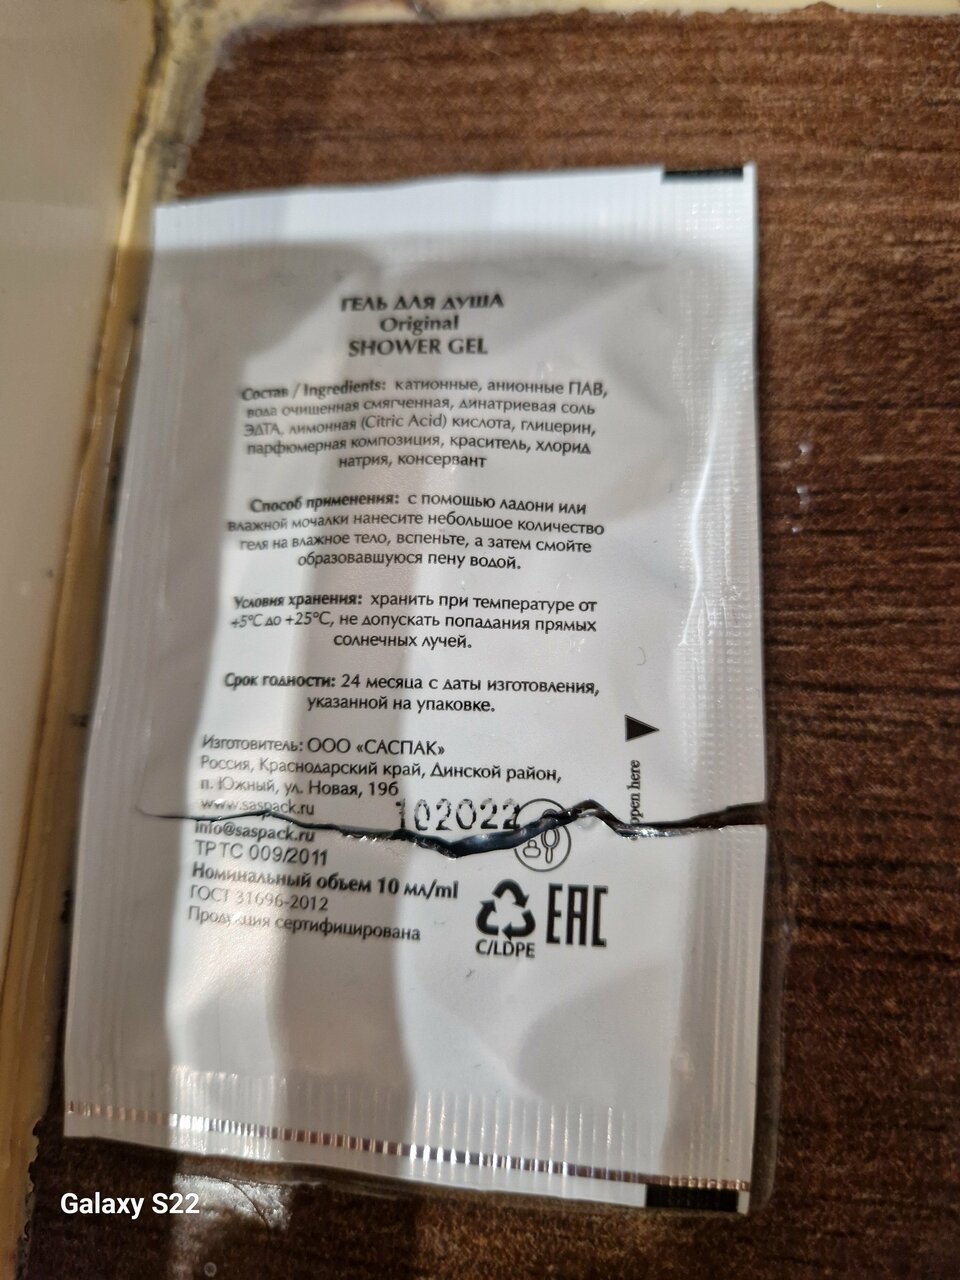 ГЕЛЬ ДЛЯ ДУША
Original
SHOWER GEL
Состав / Ingredients: катионные, анионные ПАВ,
вода очищенная смягченная, динатриевая соль
ЭДТА, лимонная (Citric Acid) кислота, глицерин,
парфюмерная композиция, краситель, хлорид
натрия, консервант
Способ применения: с помощью ладони или
влажной мочалки нанесите небольшое количество
геля на влажное тело, вспеньте, а затем смойте
образовавшуюся пену водой.
Условия хранения: хранить при температуре от
+5°С до +25°С, не допускать попадания прямых
солнечных лучей.
Срок годности: 24 месяца с даты изготовления,
указанной на упаковке.
Изготовитель: ООО «САСПАК»
Россия, Краснодарский край, Динской район,
п. Южный, ул. Новая, 19б
www.saspack.ru
102022
info@saspack.ru
ТР ТС 009/2011
Номинальный объем 10 мл/ml
ГОСТ 31696-2012
Продукция сертифицирована
open here
C/LDPE
EAC
Galaxy S22